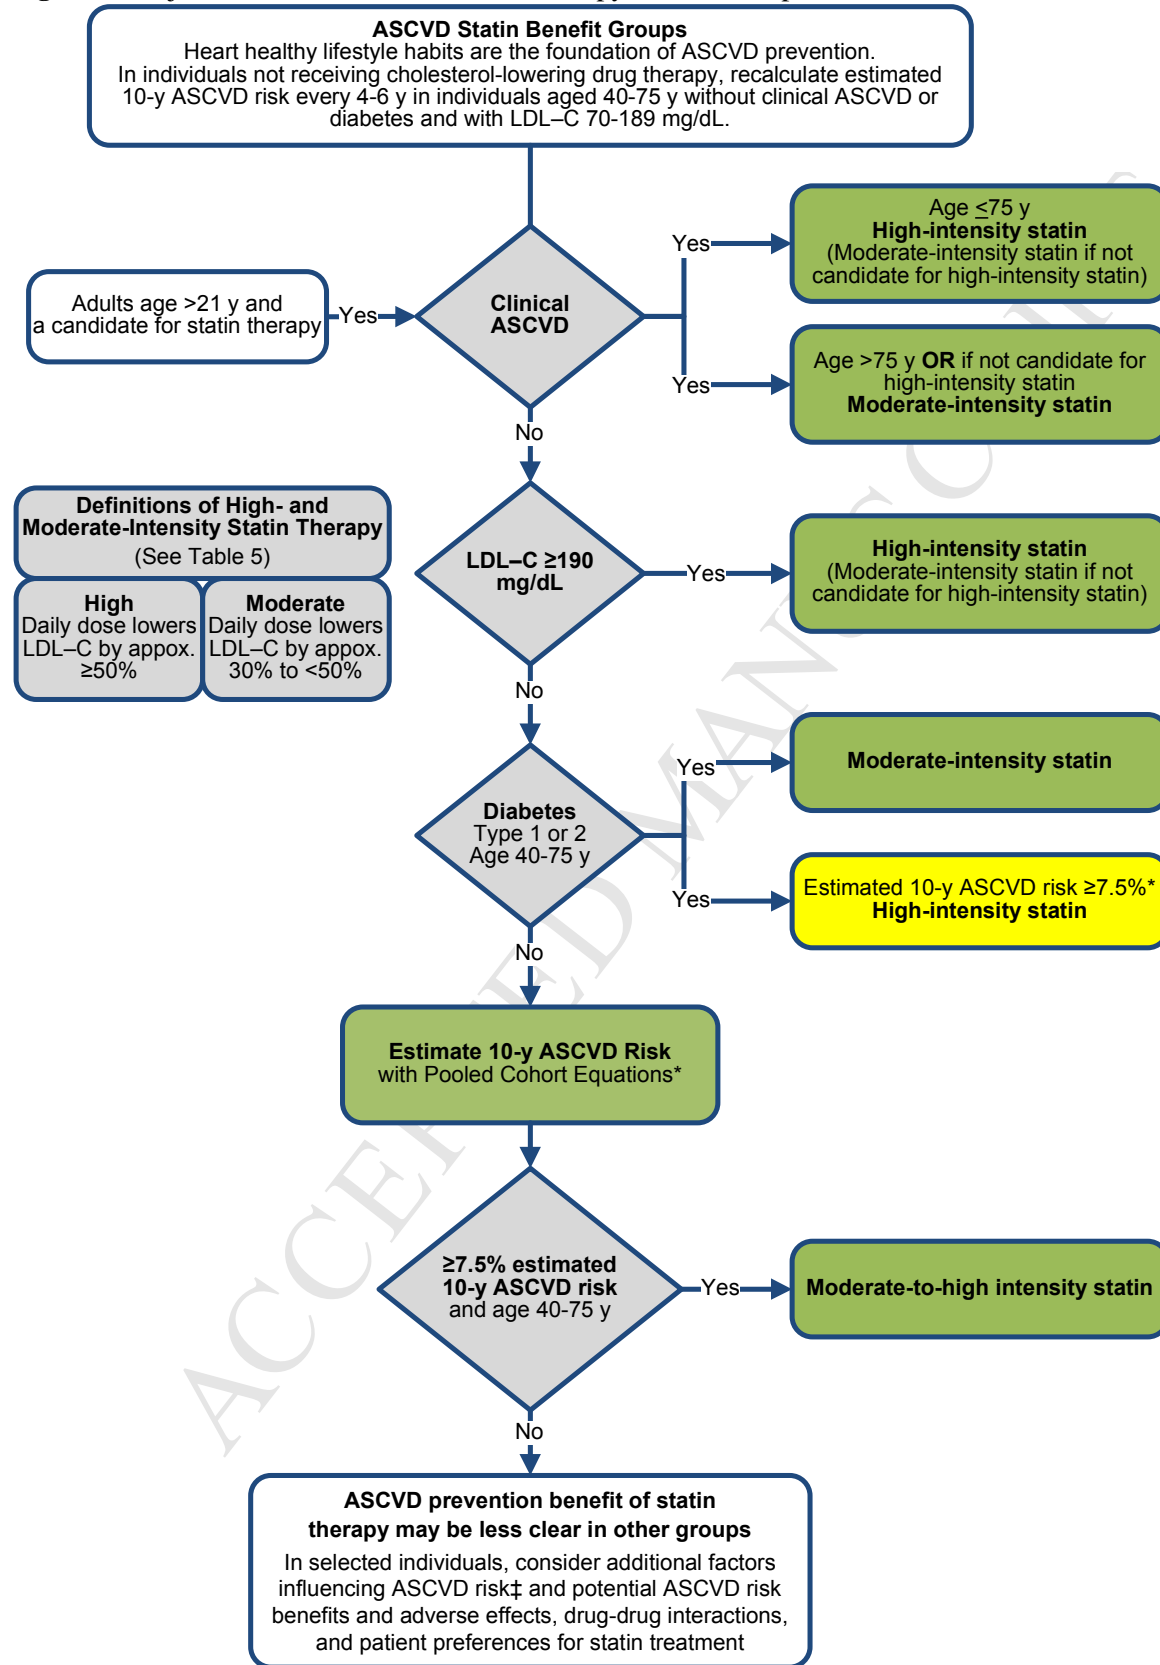 ASCVD Statin Benefit Groups
Heart healthy lifestyle habits are the foundation of ASCVD prevention.
In individuals not receiving cholesterol-lowering drug therapy, recalculate estimated
10-y ASCVD risk every 4-6 y in individuals aged 40-75 y without clinical ASCVD or
diabetes and with LDL–C 70-189 mg/dL.
Adults age >21 y and
a candidate for statin therapy
Yes
Clinical
ASCVD
Yes
Age ≤75 y
High-intensity statin
(Moderate-intensity statin if not
candidate for high-intensity statin)
Yes
Age >75 y OR if not candidate for
high-intensity statin
Moderate-intensity statin
No
Definitions of High- and
Moderate-Intensity Statin Therapy
(See Table 5)
High
Daily dose lowers
LDL–C by appox.
≥50%
Moderate
Daily dose lowers
LDL–C by appox.
30% to <50%
LDL–C ≥190
mg/dL
Yes
High-intensity statin
(Moderate-intensity statin if not
candidate for high-intensity statin)
No
Diabetes
Type 1 or 2
Age 40-75 y
Yes
Moderate-intensity statin
Yes
Estimated 10-y ASCVD risk ≥7.5%*
High-intensity statin
No
Estimate 10-y ASCVD Risk
with Pooled Cohort Equations*
≥7.5% estimated
10-y ASCVD risk
and age 40-75 y
Yes
Moderate-to-high intensity statin
No
ASCVD prevention benefit of statin
therapy may be less clear in other groups
In selected individuals, consider additional factors
influencing ASCVD risk‡ and potential ASCVD risk
benefits and adverse effects, drug-drug interactions,
and patient preferences for statin treatment